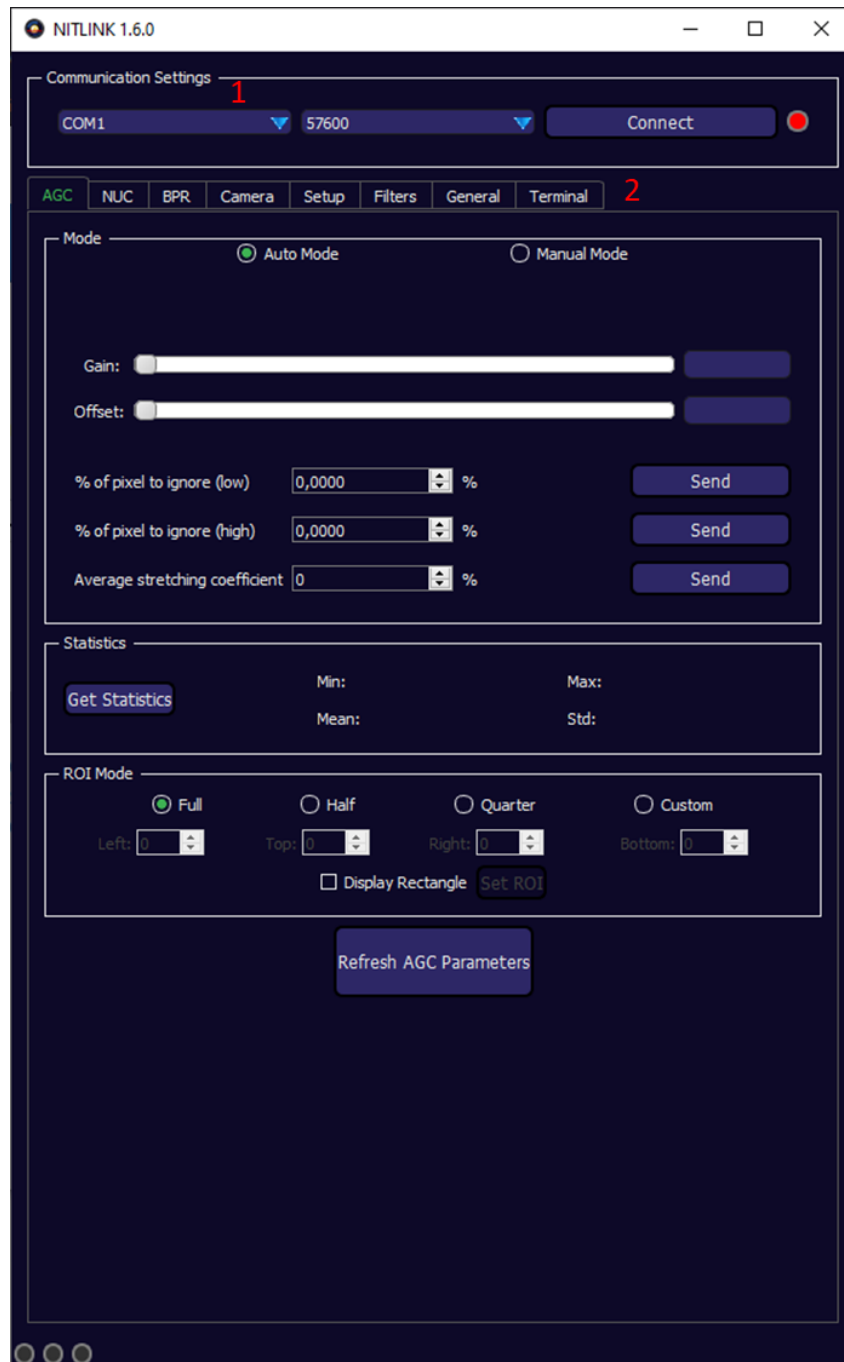 NITLINK 1.6.0
Communication Settings
1
COM1 57600 Connect
AGC NUC BPR Camera Setup Filters General Terminal 2
Mode
Auto Mode Manual Mode
Gain:
Offset:
% of pixel to ignore (low) 0,0000 % Send
% of pixel to ignore (high) 0,0000 % Send
Average stretching coefficient 0 % Send
Statistics
Min: Max:
Get Statistics
Mean: Std:
ROI Mode
Full Half Quarter Custom
Left: 0 Top: 0 Right: 0 Bottom: 0
Display Rectangle Set ROI
Refresh AGC Parameters